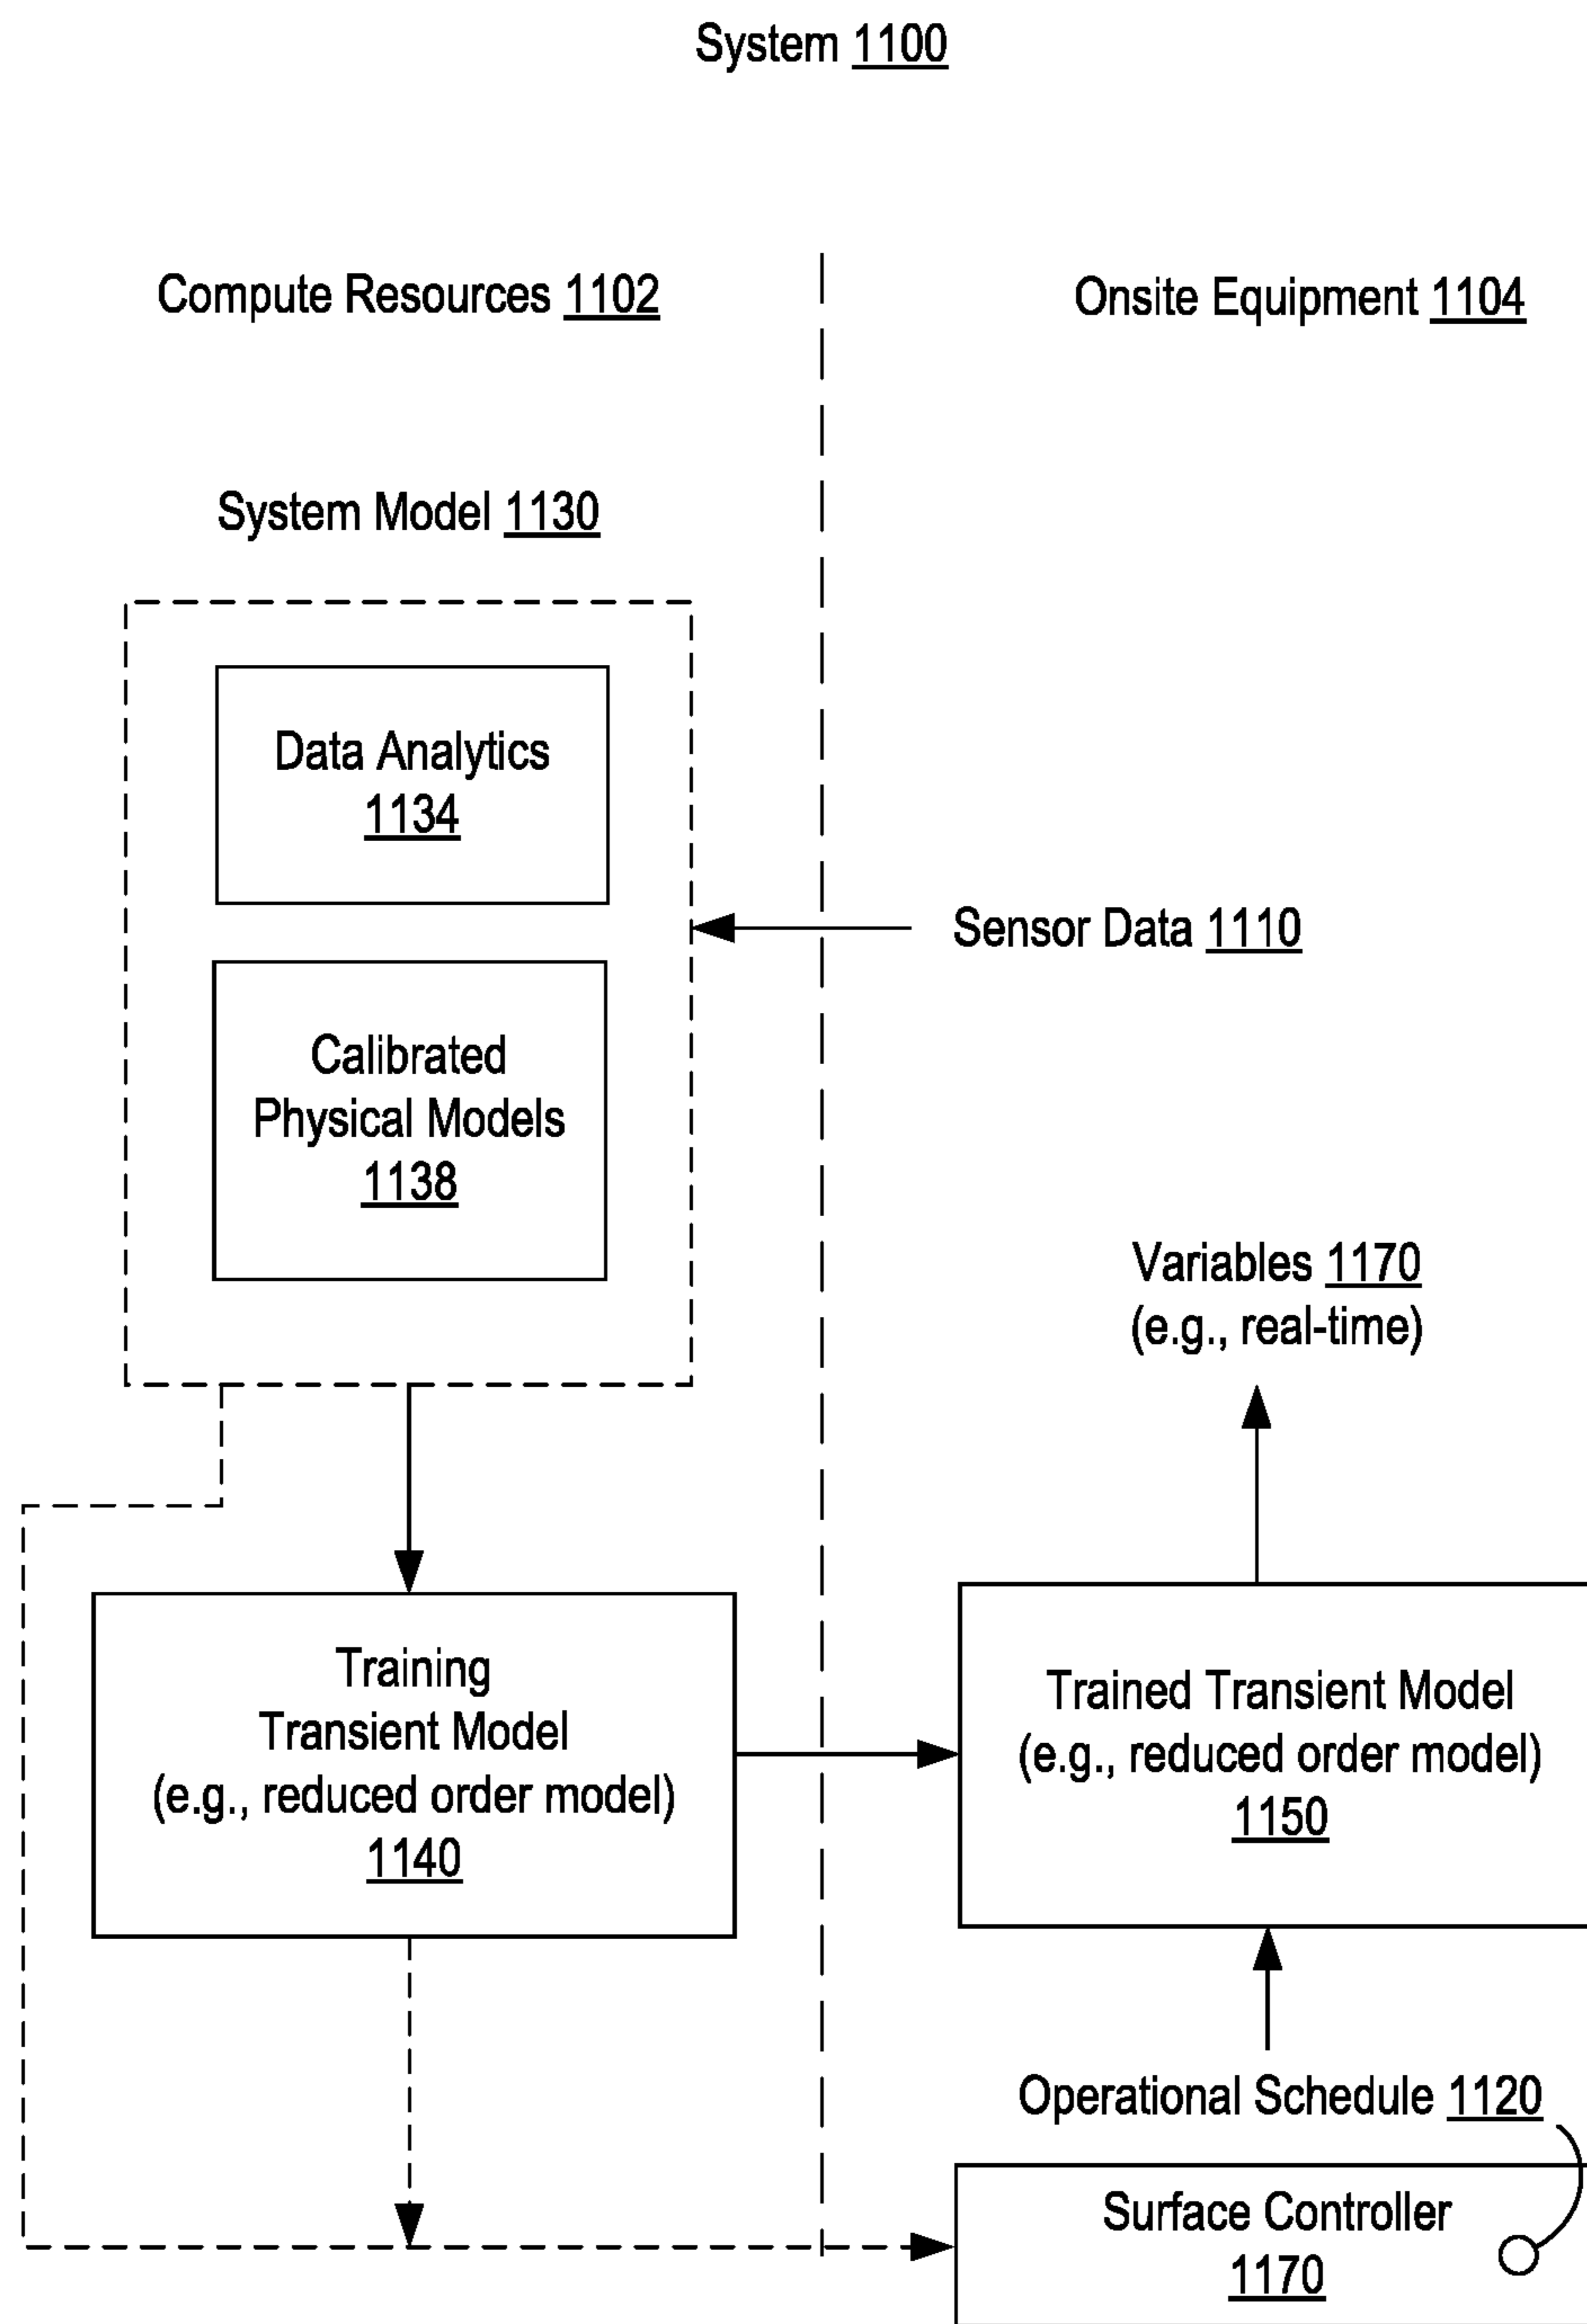 System 1100
Compute Resources 1102
Onsite Equipment 1104
System Model 1130
Data Analytics
1134
Sensor Data 1110
Calibrated
Physical Models
1138
Variables 1170
(e.g., real-time)
Training
Transient Model
(e.g., reduced order model)
1140
Trained Transient Model
(e.g., reduced order model)
1150
Operational Schedule 1120
Surface Controller
1170